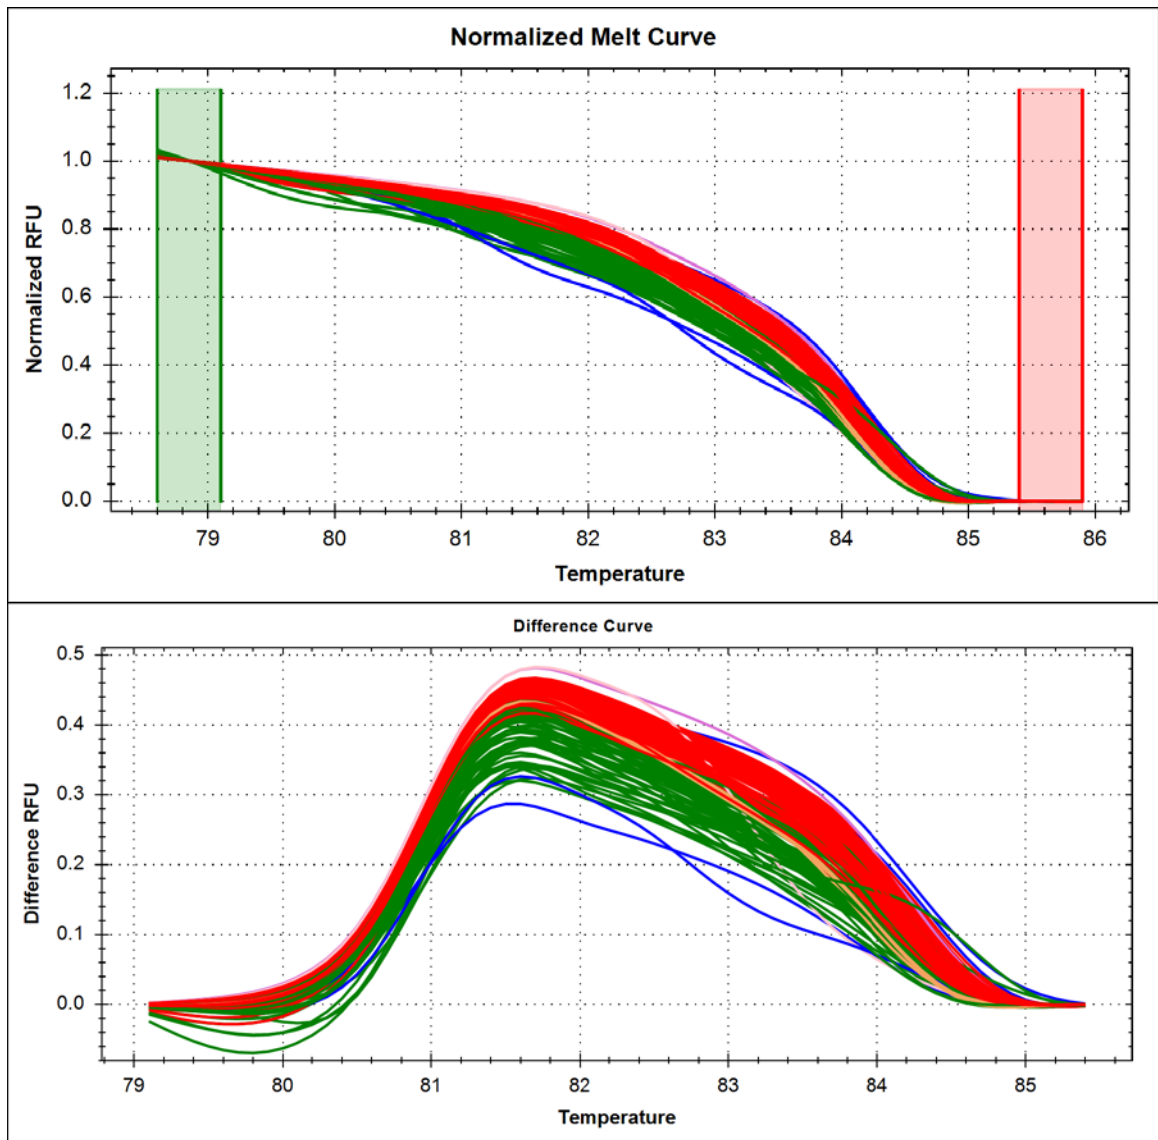 Normalized Melt Curve
Normalized RFU
1.2
1.0
0.8
0.6
0.4
0.2
0.0
79 80 81 82 83 84 85 86
Temperature
Difference Curve
Difference RFU
0.5
0.4
0.3
0.2
0.1
0.0
79 80 81 82 83 84 85
Temperature